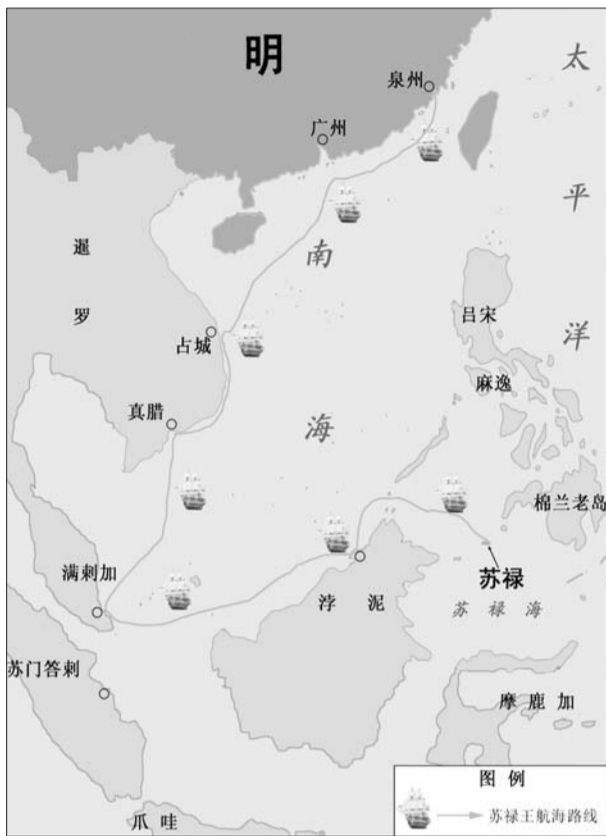 明
太平洋
泉州
广州
暹罗
南海
占城
吕宋
麻逸
真腊
棉兰老岛
满剌加
苏禄
浡泥
苏禄海
苏门答剌
摩鹿加
爪哇
图例
苏禄王航海路线